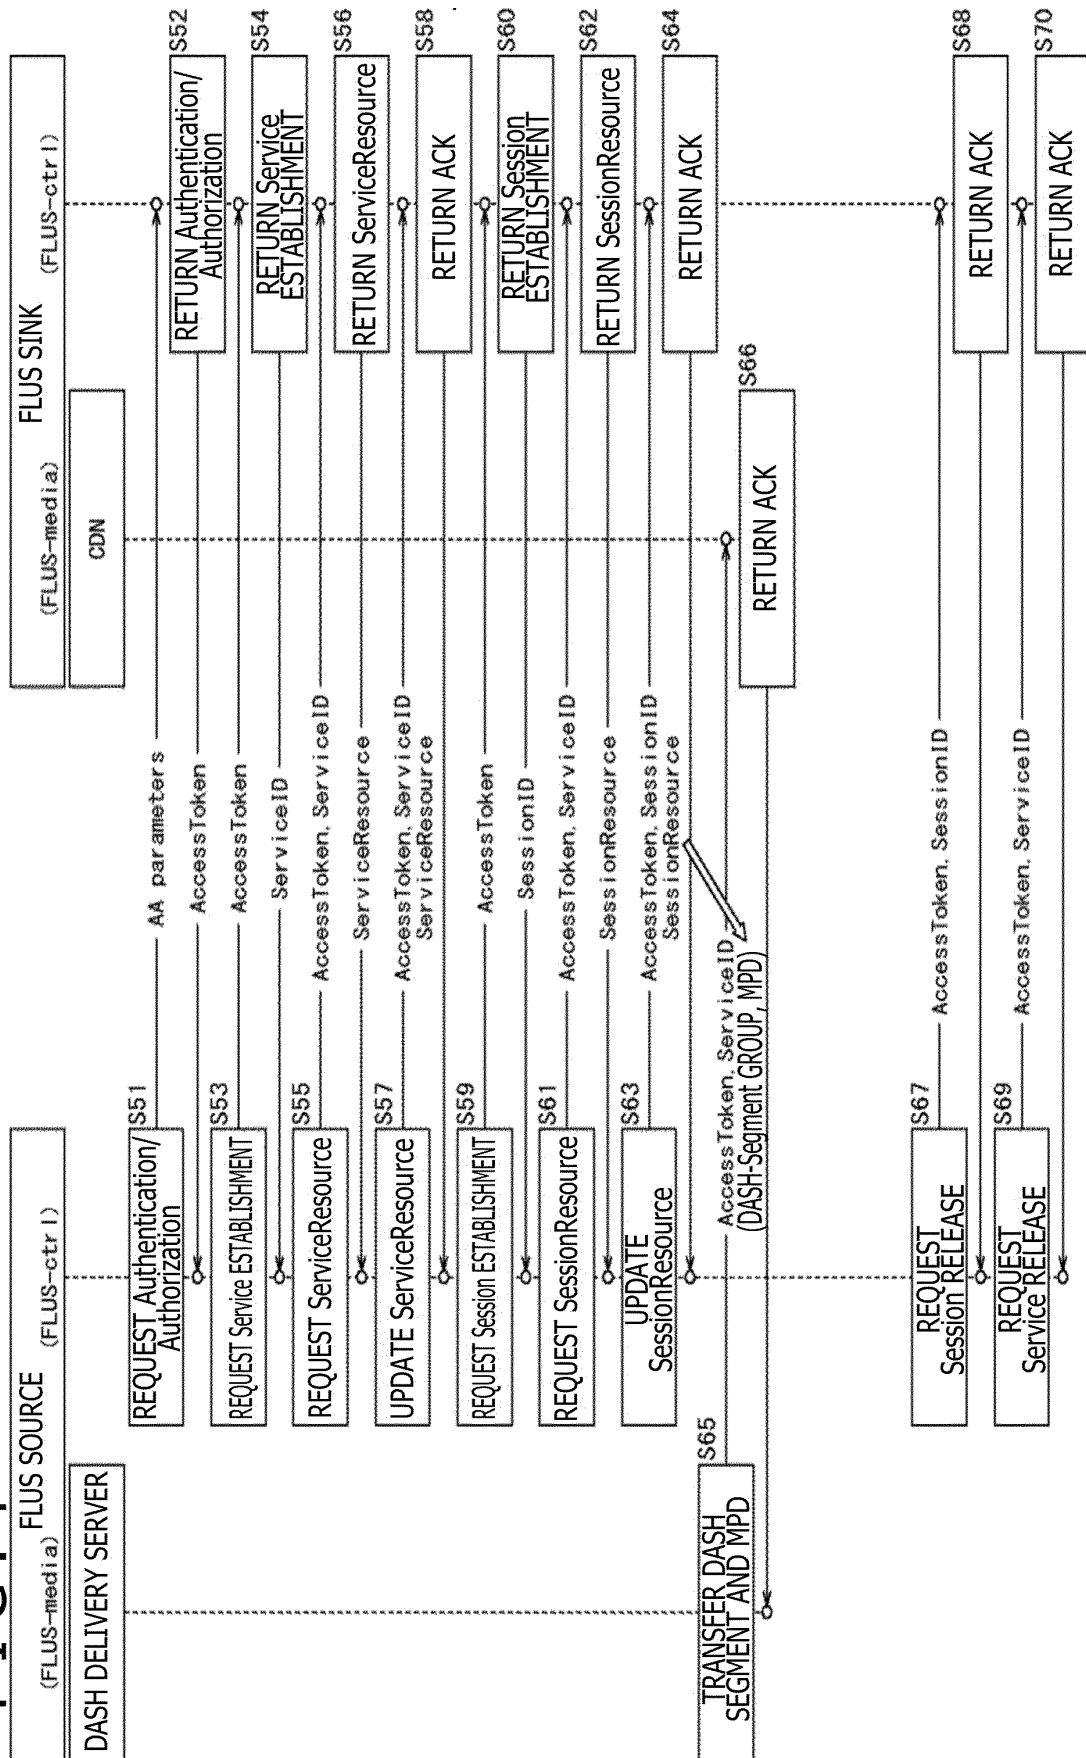 FLUS SOURCE
FLUS SINK
(FLUS-media)
(FLUS-ctrl)
(FLUS-media)
(FLUS-ctrl)
DASH DELIVERY SERVER
CDN
S51
REQUEST Authentication/
Authorization
AA parameters
S52
RETURN Authentication/
Authorization
AccessToken
S53
REQUEST Service ESTABLISHMENT
AccessToken
S54
RETURN Service
ESTABLISHMENT
ServiceID
S55
REQUEST ServiceResource
AccessToken, ServiceID
S56
RETURN ServiceResource
ServiceResource
S57
UPDATE ServiceResource
AccessToken, ServiceID
ServiceResource
S58
RETURN ACK
S59
REQUEST Session ESTABLISHMENT
AccessToken
S60
RETURN Session
ESTABLISHMENT
SessionID
S61
REQUEST SessionResource
AccessToken, ServiceID
S62
RETURN SessionResource
SessionResource
S63
UPDATE
SessionResource
AccessToken, SessionID
SessionResource
S64
RETURN ACK
S65
TRANSFER DASH
SEGMENT AND MPD
AccessToken, ServiceID
(DASH-Segment GROUP, MPD)
S66
RETURN ACK
S67
REQUEST
Session RELEASE
AccessToken, SessionID
S68
RETURN ACK
S69
REQUEST
Service RELEASE
AccessToken, ServiceID
S70
RETURN ACK